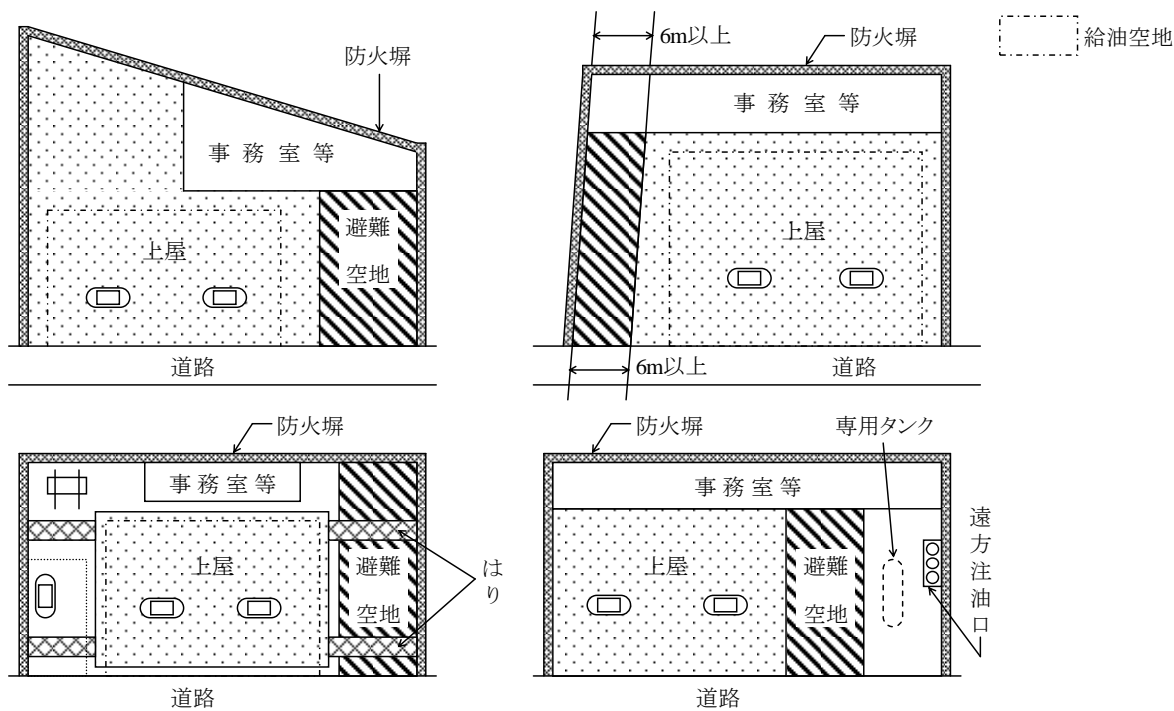 防火塀
事務室等
上屋
避難
空地
道路
6m以上
防火塀
給油空地
事務室等
上屋
6m以上
道路
防火塀
事務室等
上屋
避難
空地
はり
道路
防火塀
専用タンク
事務室等
上屋
避難
空地
遠方注油口
道路